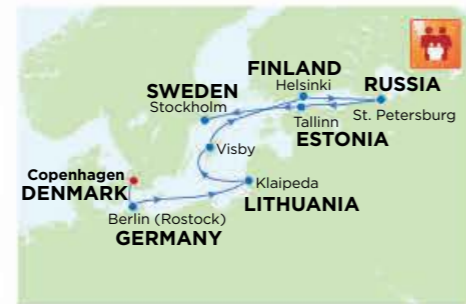 FINLAND
Helsinki
SWEDEN
Stockholm
RUSSIA
St. Petersburg
Tallinn
ESTONIA
Visby
Copenhagen
DENMARK
Klaipeda
LITHUANIA
Berlin (Rostock)
GERMANY